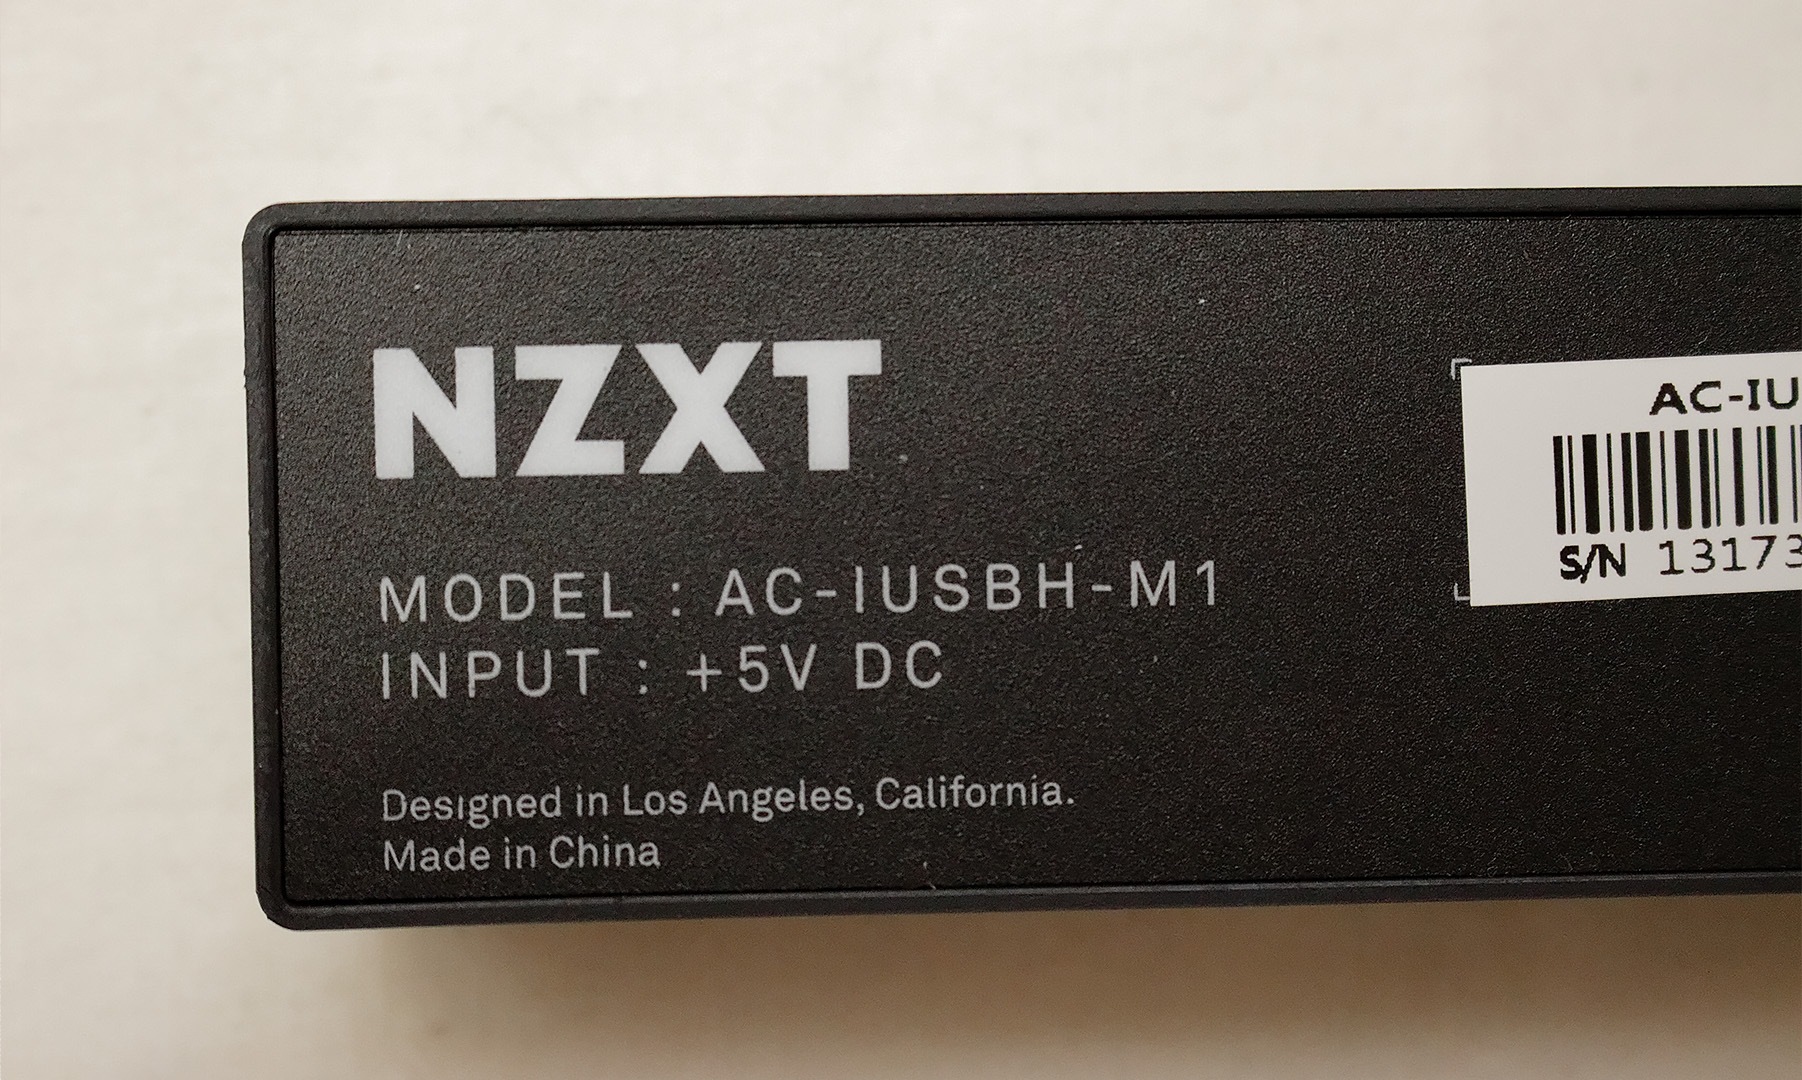 NZXT
MODEL : AC-IUSBH-M1
INPUT : +5V DC
Designed in Los Angeles, California.
Made in China
AC-IU
S/N 13173